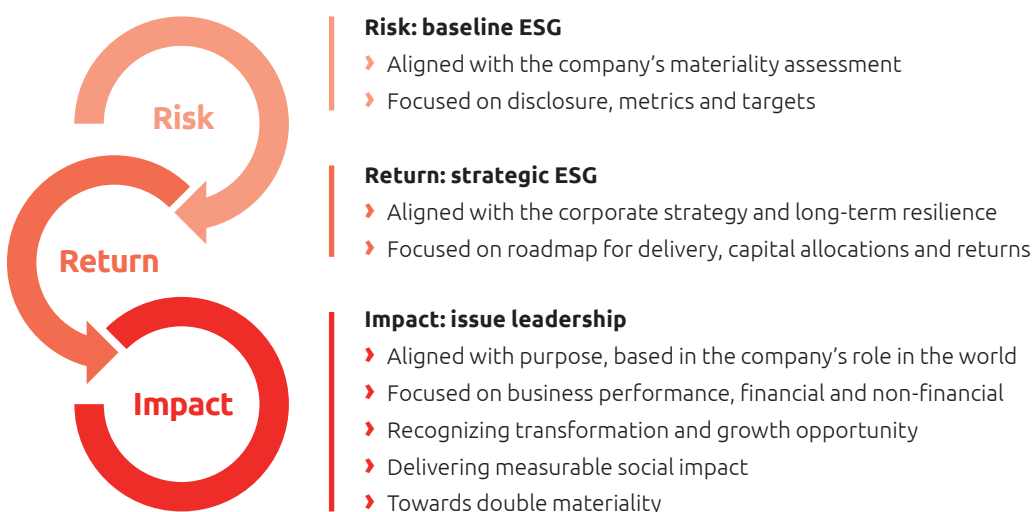 Risk
Return
Impact
Risk: baseline ESG
› Aligned with the company’s materiality assessment
› Focused on disclosure, metrics and targets
Return: strategic ESG
› Aligned with the corporate strategy and long-term resilience
› Focused on roadmap for delivery, capital allocations and returns
Impact: issue leadership
› Aligned with purpose, based in the company’s role in the world
› Focused on business performance, financial and non-financial
› Recognizing transformation and growth opportunity
› Delivering measurable social impact
› Towards double materiality